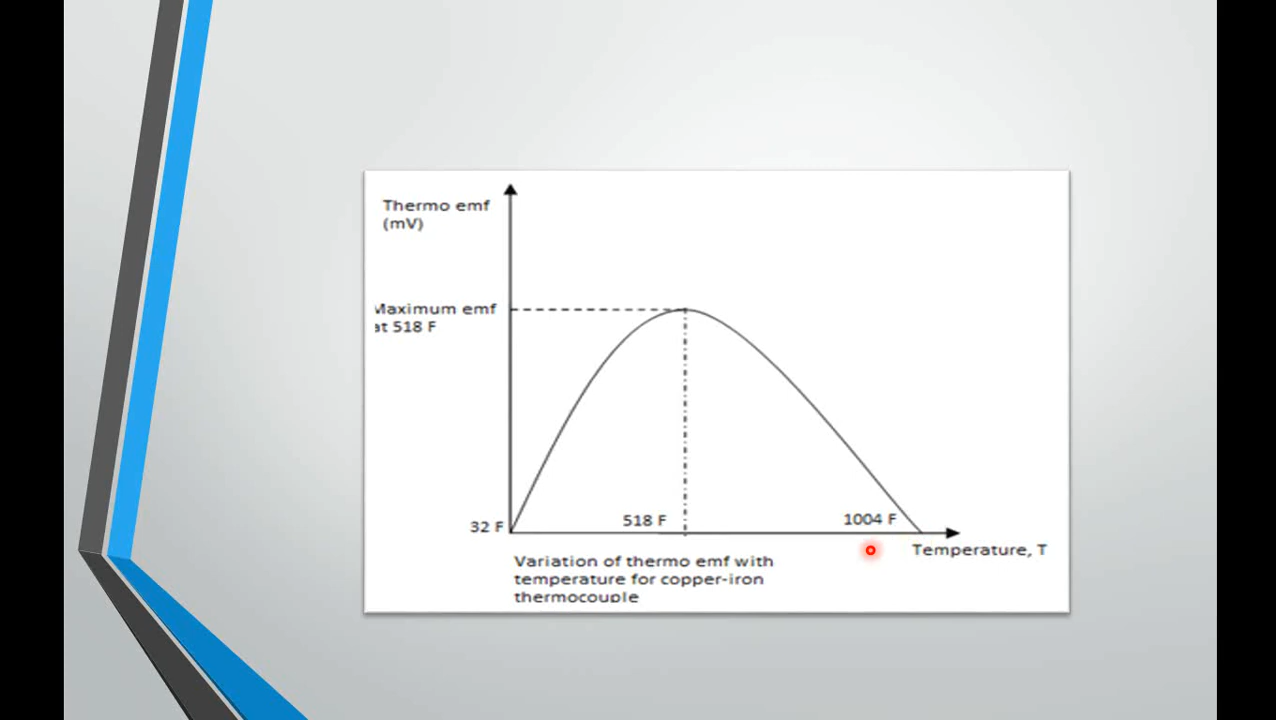 Thermo emf
(mV)
Maximum emf
at 518 F
32 F
518 F
1004 F
Temperature, T
Variation of thermo emf with
temperature for copper-iron
thermocouple